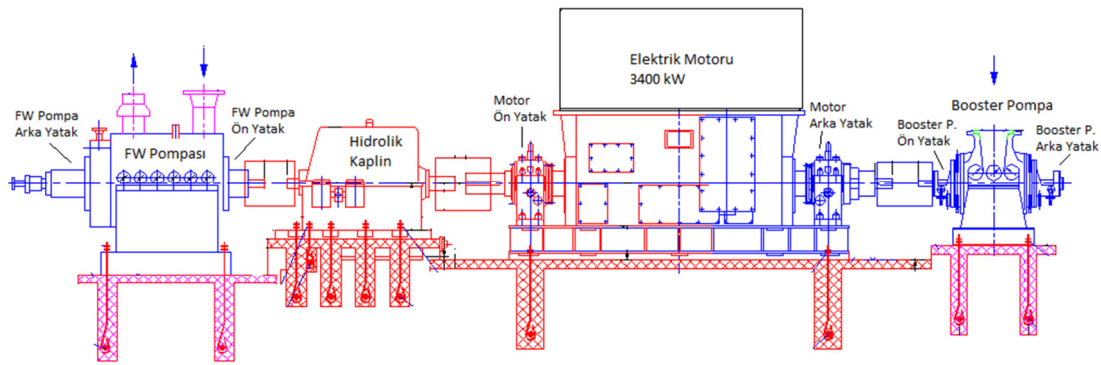 FW Pompa
Arka Yatak
FW Pompası
FW Pompa
Ön Yatak
Hidrolik
Kaplin
Motor
Ön Yatak
Elektrik Motoru
3400 kW
Motor
Arka Yatak
Booster Pompa
Booster P.
Ön Yatak
Booster P.
Arka Yatak